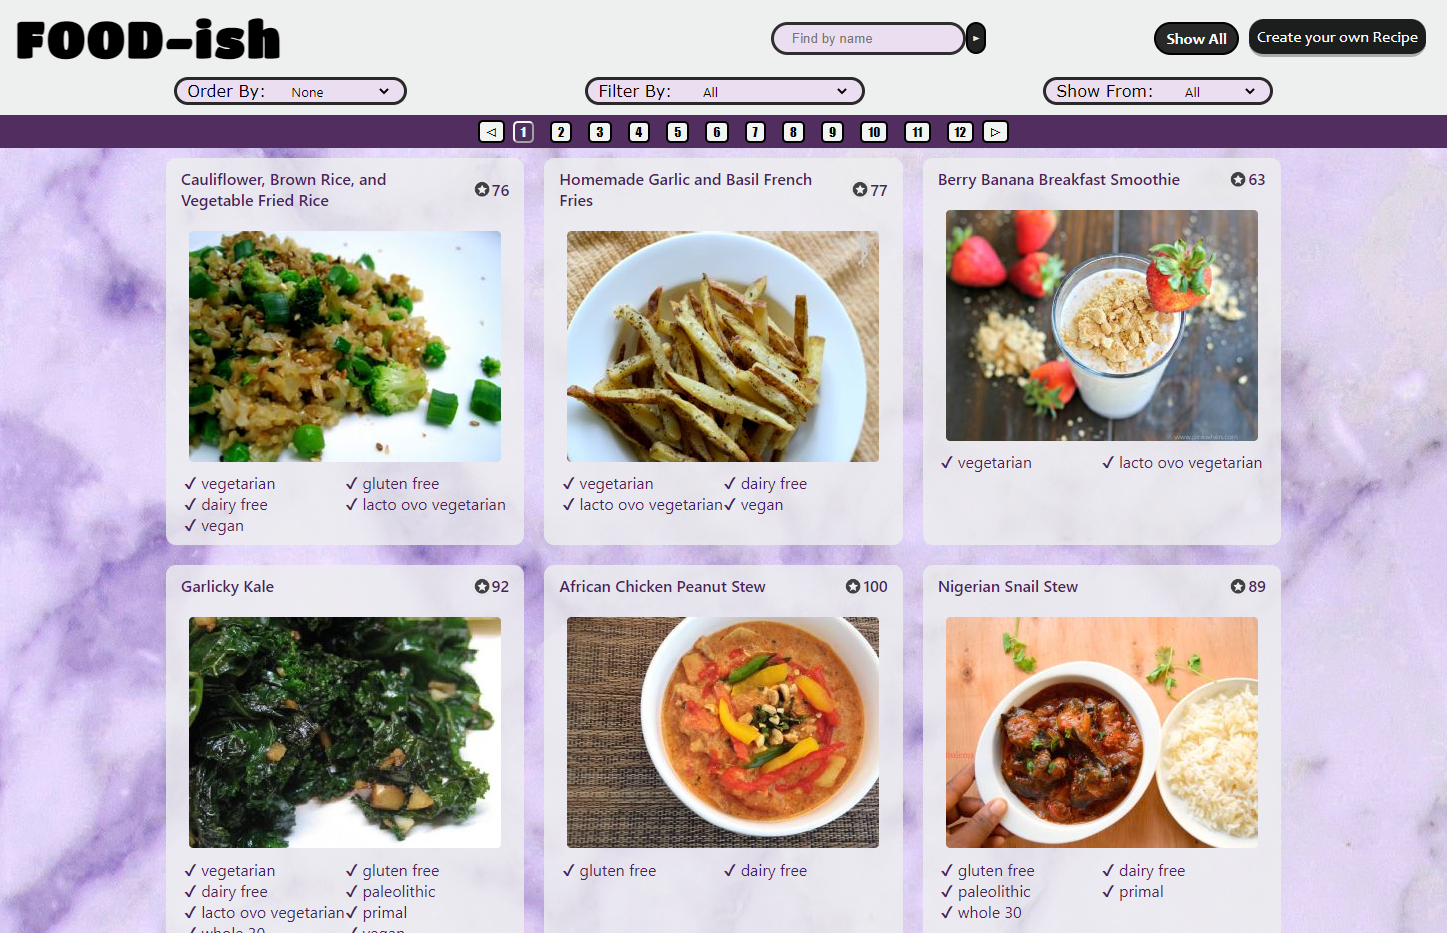 FOOD-ish
Find by name
►
Show All
Create your own Recipe
Order By: None
Filter By: All
Show From: All
◁ 1 2 3 4 5 6 7 8 9 10 11 12 ▷
Cauliflower, Brown Rice, and
Vegetable Fried Rice
76
Homemade Garlic and Basil French
Fries
77
Berry Banana Breakfast Smoothie
63
✓ vegetarian ✓ gluten free
✓ dairy free ✓ lacto ovo vegetarian
✓ vegan
✓ vegetarian ✓ dairy free
✓ lacto ovo vegetarian ✓ vegan
✓ vegetarian ✓ lacto ovo vegetarian
Garlicky Kale
92
African Chicken Peanut Stew
100
Nigerian Snail Stew
89
✓ vegetarian ✓ gluten free
✓ dairy free ✓ paleolithic
✓ lacto ovo vegetarian ✓ primal
✓ whole 30 ✓ vegan
✓ gluten free ✓ dairy free
✓ gluten free ✓ dairy free
✓ paleolithic ✓ primal
✓ whole 30